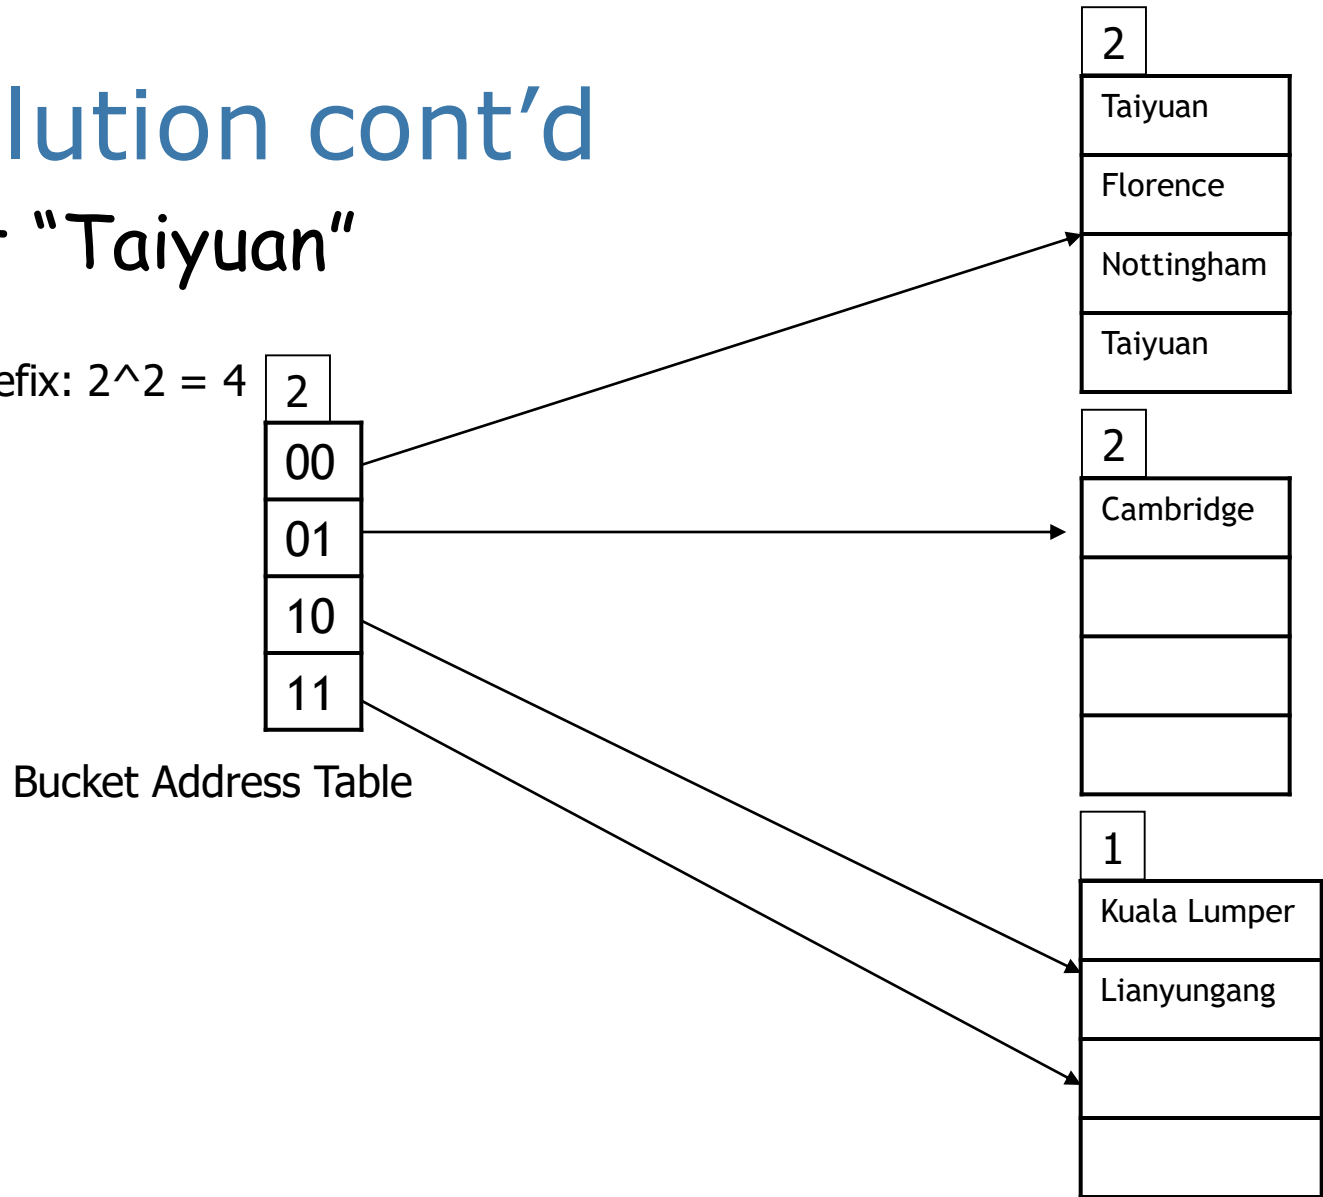 lution cont’d
“Taiyuan”
efix: 2^2 = 4
2
00
01
10
11
Bucket Address Table
2
Taiyuan
Florence
Nottingham
Taiyuan
2
Cambridge
1
Kuala Lumper
Lianyungang